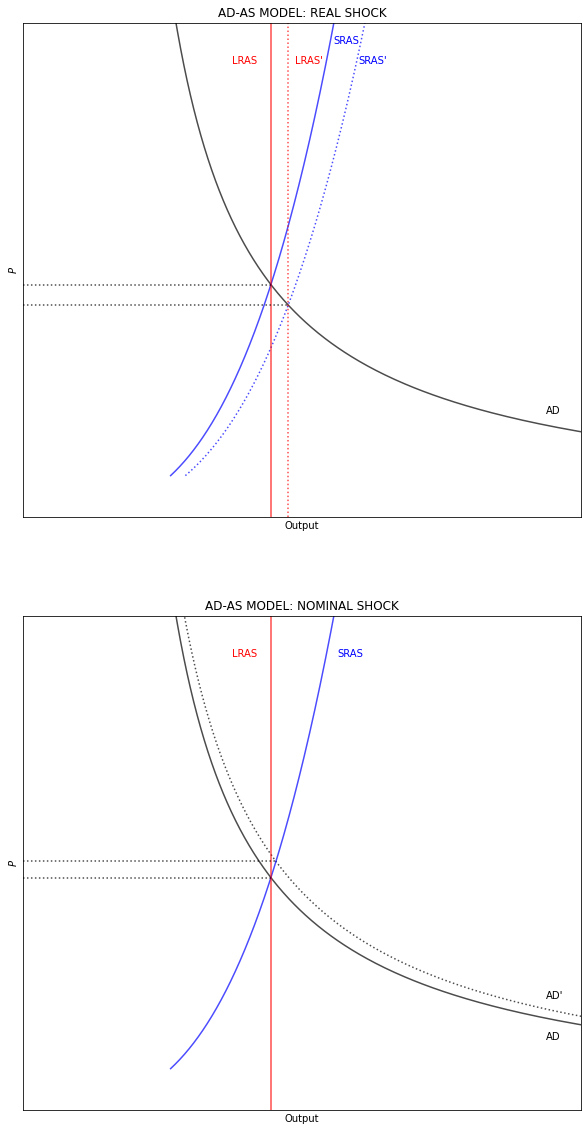 AD-AS MODEL: REAL SHOCK
SRAS
LRAS
LRAS'
SRAS'
P
AD
Output
AD-AS MODEL: NOMINAL SHOCK
LRAS
SRAS
P
AD'
AD
Output